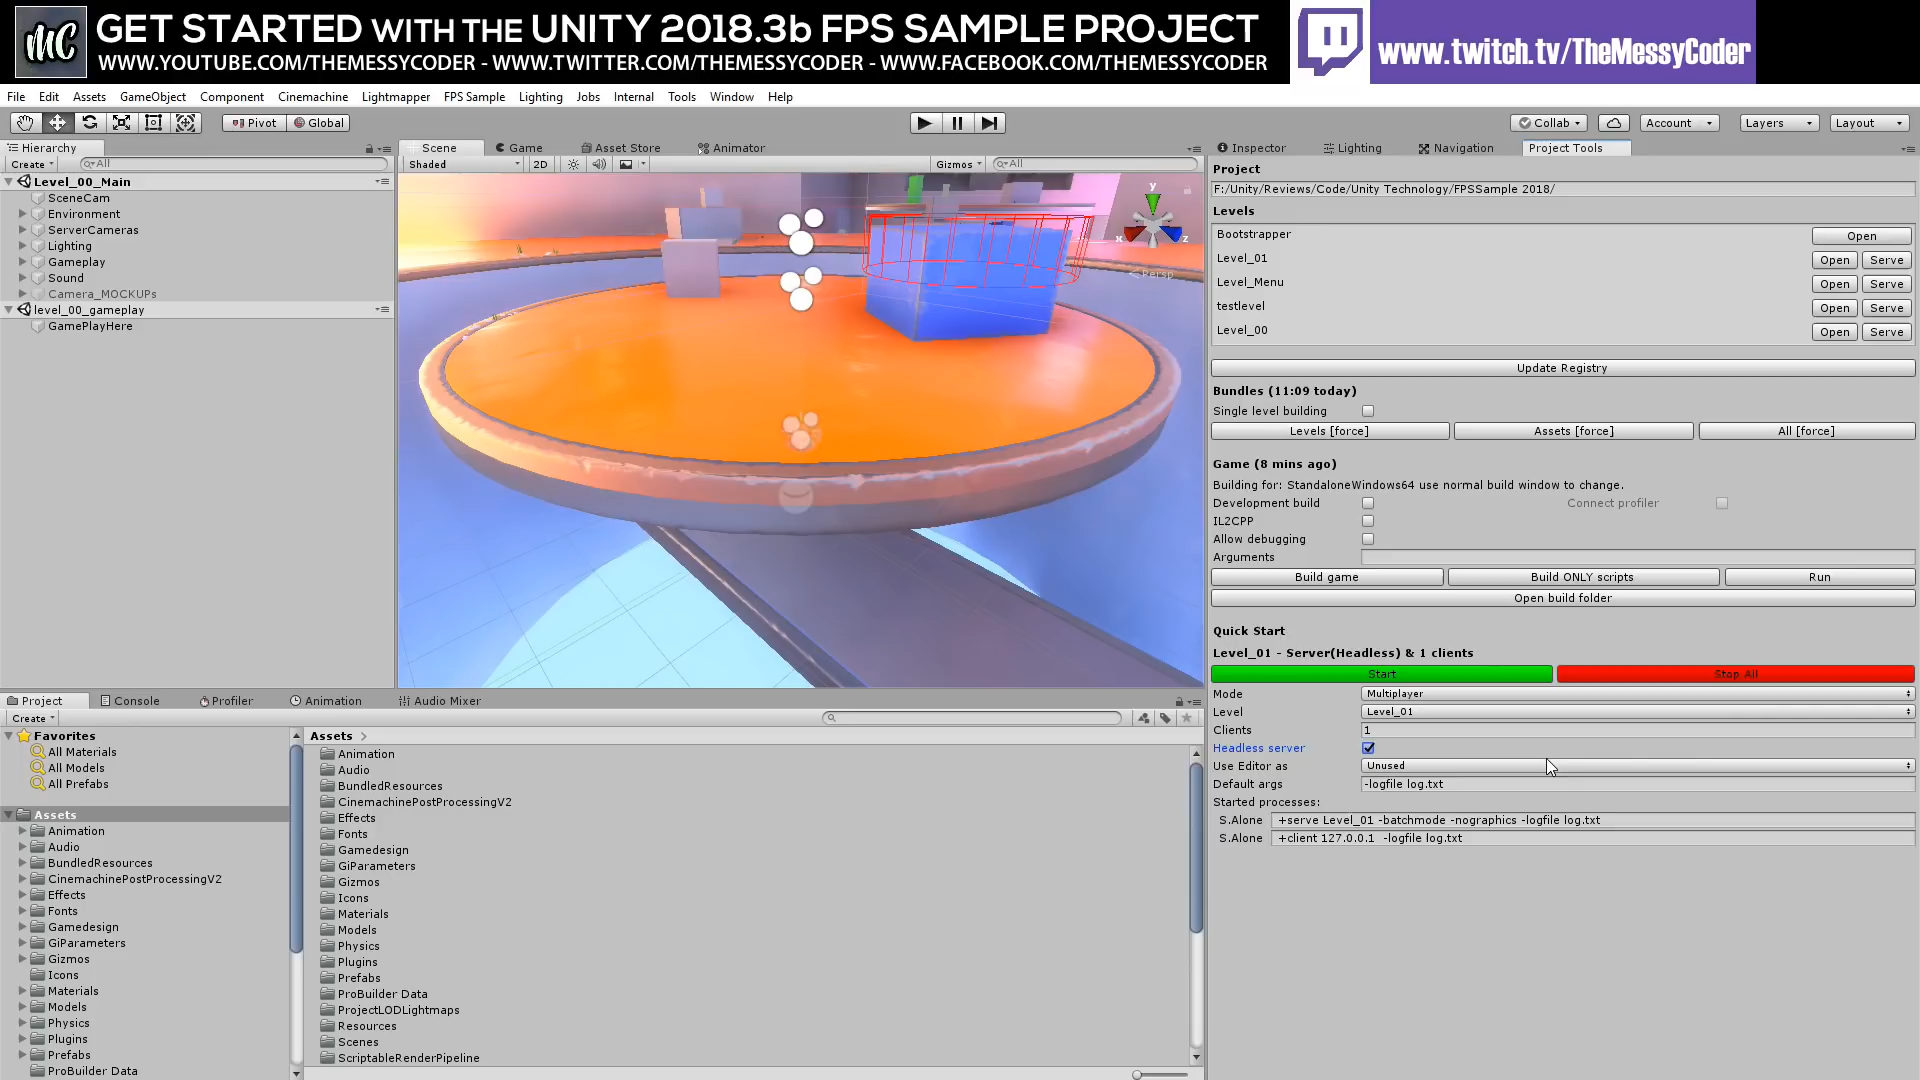 MC GET STARTED WITH THE UNITY 2018.3b FPS SAMPLE PROJECT
WWW.YOUTUBE.COM/THEMESSYCODER - WWW.TWITTER.COM/THEMESSYCODER - WWW.FACEBOOK.COM/THEMESSYCODER
www.twitch.tv/TheMessyCoder
File Edit Assets GameObject Component Cinemachine Lightmapper FPS Sample Lighting Jobs Internal Tools Window Help
Pivot Global Collab Account Layers Layout
Hierarchy
Create All
Level_00_Main
SceneCam
Environment
ServerCameras
Lighting
Gameplay
Sound
Camera_MOCKUPs
level_00_gameplay
GamePlayHere
Scene Game Asset Store Animator
Shaded 2D Gizmos All
y
x z
Persp
Inspector Lighting Navigation Project Tools
Project
F:/Unity/Reviews/Code/Unity Technology/FPSSample 2018/
Levels
Bootstrapper Open
Level_01 Open Serve
Level_Menu Open Serve
testlevel Open Serve
Level_00 Open Serve
Update Registry
Bundles (11:09 today)
Single level building
Levels [force] Assets [force] All [force]
Game (8 mins ago)
Building for: StandaloneWindows64 use normal build window to change.
Development build Connect profiler
IL2CPP
Allow debugging
Arguments
Build game Build ONLY scripts Run
Open build folder
Quick Start
Level_01 - Server(Headless) & 1 clients
Start Stop All
Mode Multiplayer
Level Level_01
Clients 1
Headless server
Use Editor as Unused
Default args -logfile log.txt
Started processes:
S.Alone +serve Level_01 -batchmode -nographics -logfile log.txt
S.Alone +client 127.0.0.1 -logfile log.txt
Project Console Profiler Animation Audio Mixer
Create
Favorites
All Materials
All Models
All Prefabs
Assets
Animation
Audio
BundledResources
CinemachinePostProcessingV2
Effects
Fonts
Gamedesign
GiParameters
Gizmos
Icons
Materials
Models
Physics
Plugins
Prefabs
ProBuilder Data
Assets
Animation
Audio
BundledResources
CinemachinePostProcessingV2
Effects
Fonts
Gamedesign
GiParameters
Gizmos
Icons
Materials
Models
Physics
Plugins
Prefabs
ProBuilder Data
ProjectLODLightmaps
Resources
Scenes
ScriptableRenderPipeline